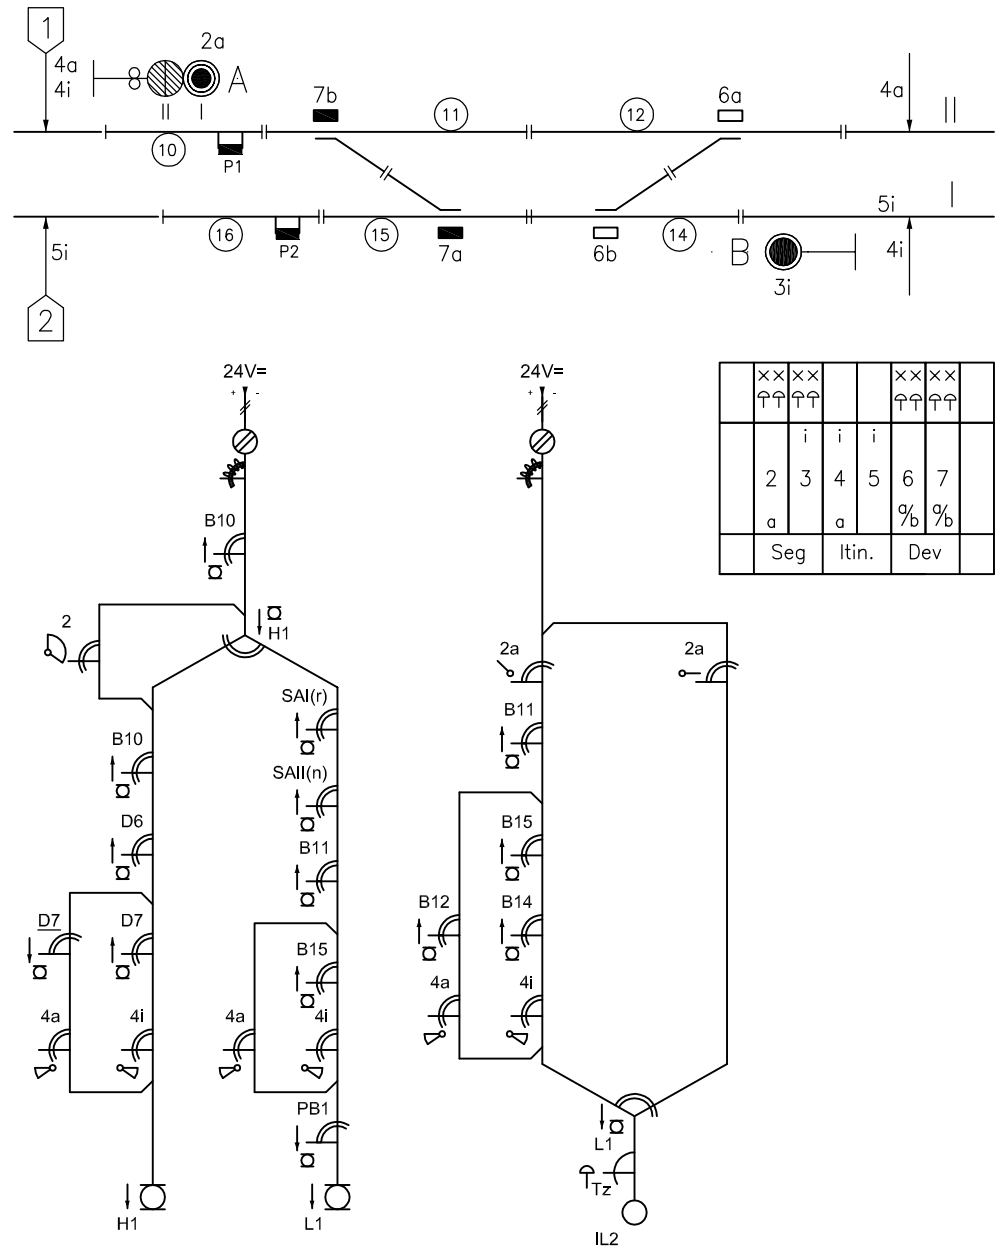 1
4a
4i
8
2a
A
II
I
10
P1
7b
11
12
6a
4a
II
5i
16
P2
15
7a
6b
14
B
3i
5i
I
4i
2
24V=
+ -
B10
H1
2
B10
D6
D7
D7
4a
4i
H1
SAI(r)
SAII(n)
B11
B15
4a
4i
PB1
L1
24V=
+ -
2a
2a
B11
B15
B12
B14
4a
4i
L1
Tz
IL2
x x x x x x x x
i i i
2 3 4 5 6 7
a a a/b a/b
Seg Itin. Dev